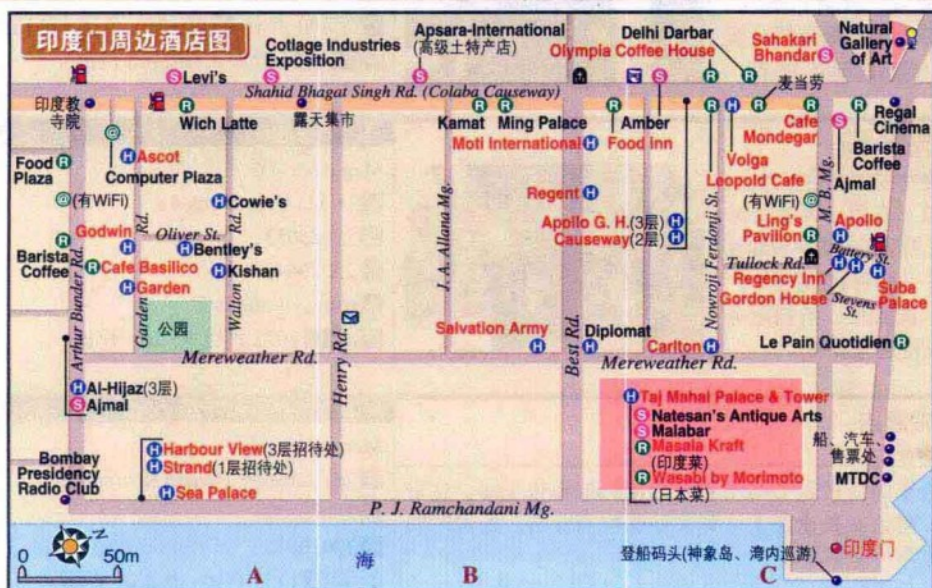 印度门周边酒店图
Cotlage Industries
Exposition
Apsara-International
(高级土特产店)
Delhi Darbar
Olympia Coffee House
Sahakari
Bhandar
Natural
Gallery
of Art
Levi's
Shahid Bhagat Singh Rd. (Colaba Causeway)
麦当劳
印度教
寺院
Wich Latte
露天集市
Kamat
Ming Palace
Amber
Cafe
Mondegar
Regal
Cinema
Moti International
Food Inn
Barista
Coffee
Food
Plaza
Ascot
Computer Plaza
Volga
Leopold Cafe
Ajmal
(有WiFi)
Cowie's
Regent
(有WiFi)
M. B. Mg.
Godwin
Oliver St.
Apollo G. H.(3层)
Causeway(2层)
Ling's
Pavilion
Apollo
Barista
Coffee
Bentley's
Battery St.
Cafe Basilico
Kishan
Tullock Rd.
Regency Inn
Gordon House
Suba
Palace
Garden
Stevens
St.
Arthur Bunder Rd.
Garden Rd.
Walton Rd.
Henry Rd.
J. A. Allana Mg.
Best Rd.
Nowroji Ferdonji St.
公园
Salvation Army
Diplomat
Carlton
Le Pain Quotidien
Mereweather Rd.
Mereweather Rd.
Al-Hijaz(3层)
Ajmal
Taj Mahal Palace & Tower
Natesan's Antique Arts
Malabar
Masala Kraft
(印度菜)
Wasabi by Morimoto
(日本菜)
Harbour View(3层招待处)
Strand(1层招待处)
Sea Palace
船、汽车、
售票处
MTDC
Bombay
Presidency
Radio Club
P. J. Ramchandani Mg.
N
0 50m
海
登船码头(神象岛、湾内巡游)
印度门
A B C